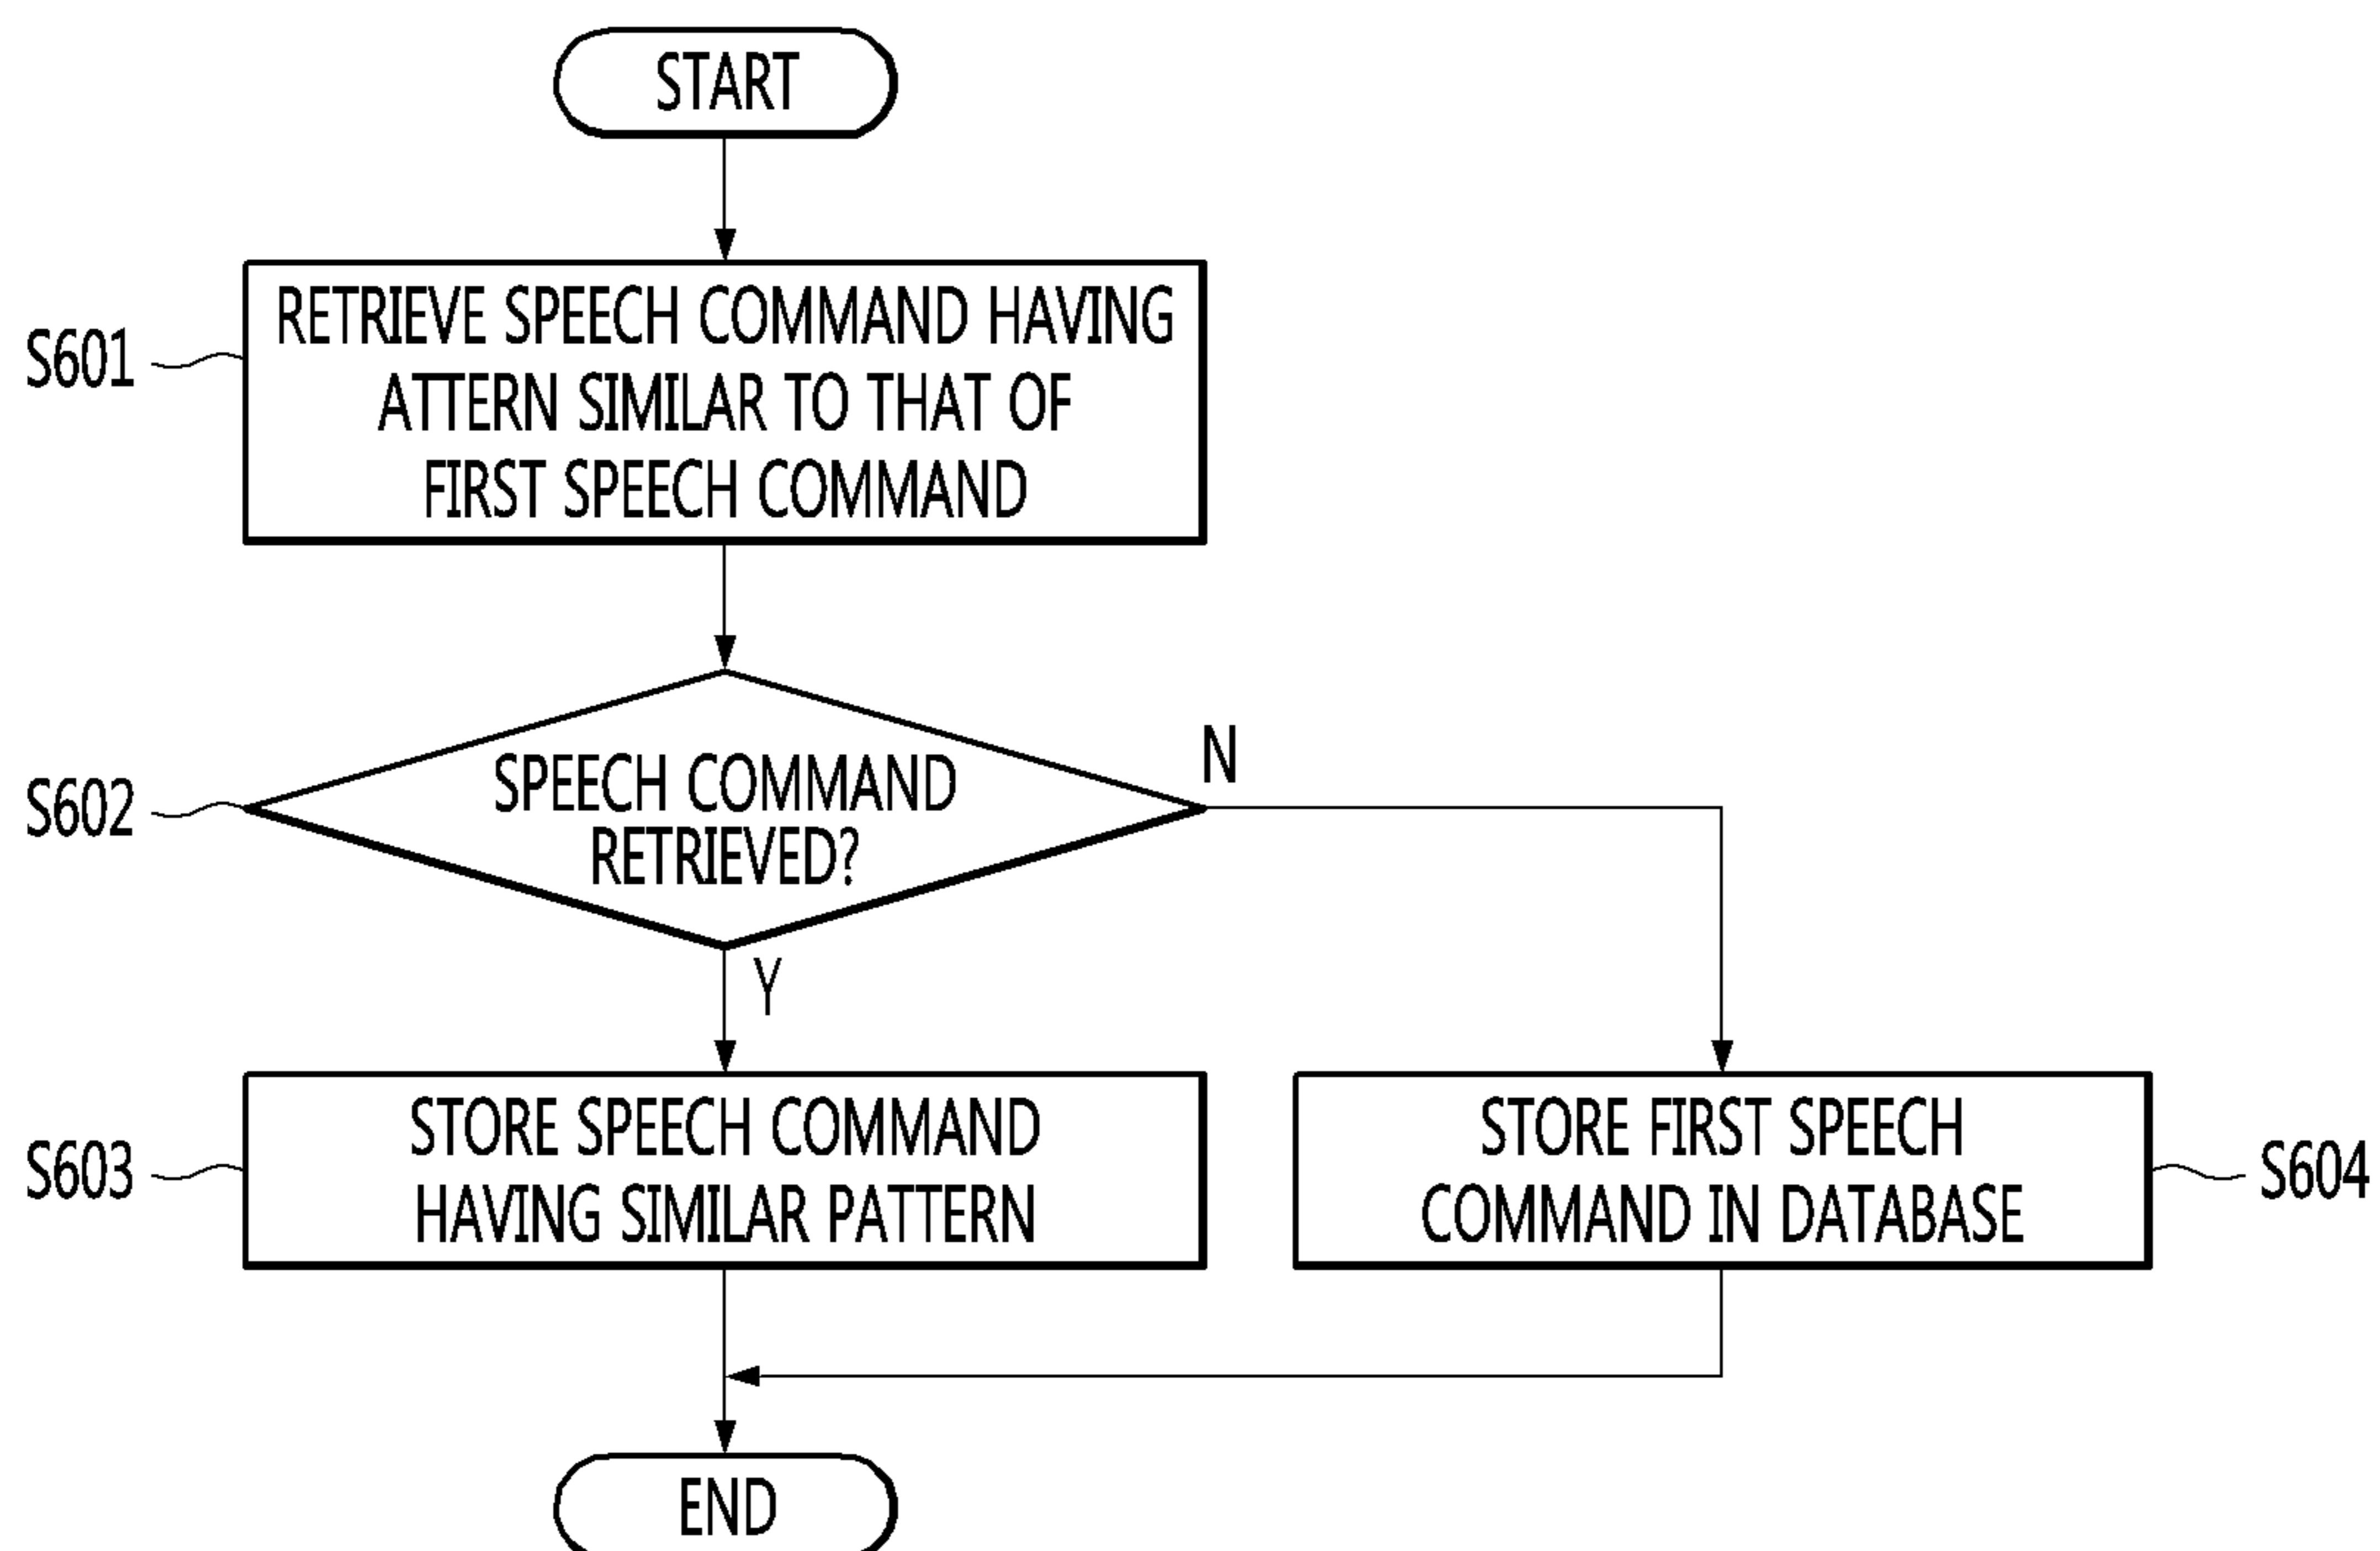 START
S601
RETRIEVE SPEECH COMMAND HAVING
ATTERN SIMILAR TO THAT OF
FIRST SPEECH COMMAND
S602
SPEECH COMMAND
RETRIEVED?
N
Y
S603
STORE SPEECH COMMAND
HAVING SIMILAR PATTERN
STORE FIRST SPEECH
COMMAND IN DATABASE
S604
END